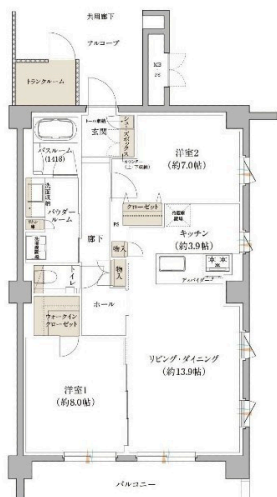 共用廊下
アルコーブ
トランクルーム
MB
PS
玄関
シューズボックス
バスルーム
(1418)
洋室2
(約7.0帖)
パウダー
ルーム
クローゼット
冷蔵庫
置場
廊下
PS
物入
キッチン
(約3.9帖)
トイレ
物入
ホール
ウォークイン
クローゼット
リビング・ダイニング
(約13.9帖)
洋室1
(約8.0帖)
バルコニー